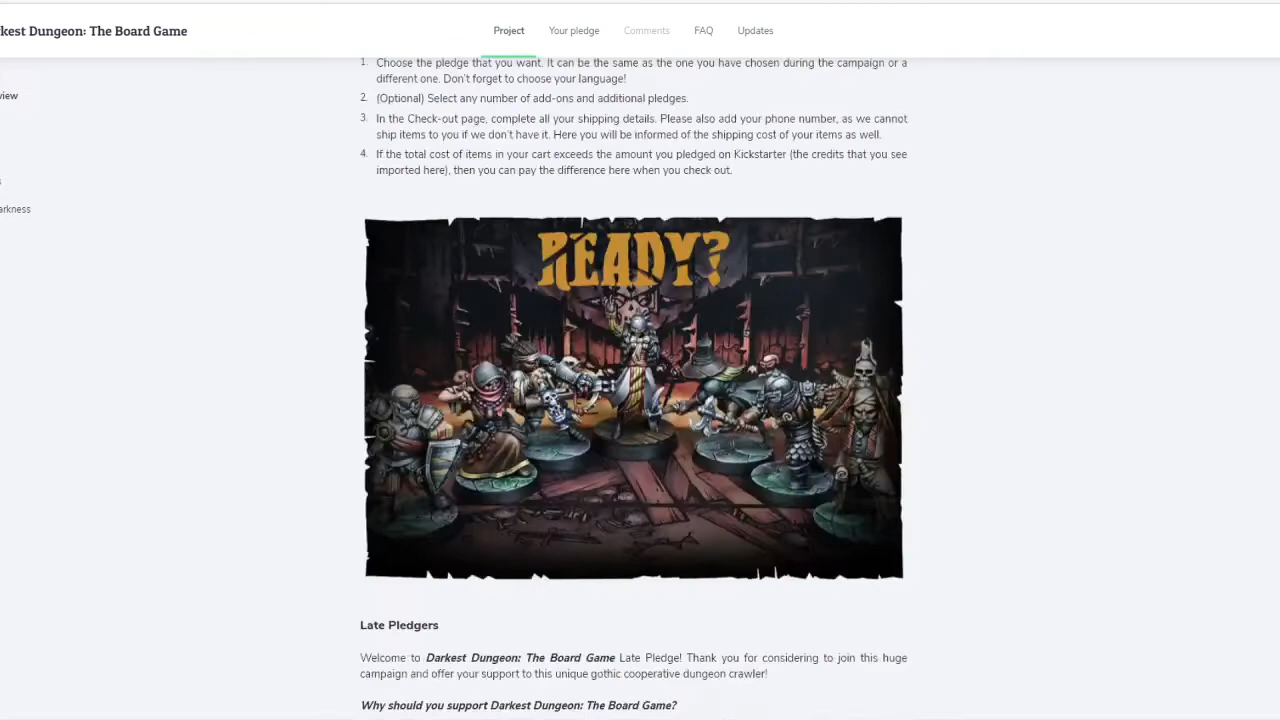 kest Dungeon: The Board Game
Project
Your pledge
Comments
FAQ
Updates
view
s
arkness
1. Choose the pledge that you want. It can be the same as the one you have chosen during the campaign or a
different one. Don't forget to choose your language!
2. (Optional) Select any number of add-ons and additional pledges.
3. In the Check-out page, complete all your shipping details. Please also add your phone number, as we cannot
ship items to you if we don't have it. Here you will be informed of the shipping cost of your items as well.
4. If the total cost of items in your cart exceeds the amount you pledged on Kickstarter (the credits that you see
imported here), then you can pay the difference here when you check out.
READY?
Late Pledgers
Welcome to Darkest Dungeon: The Board Game Late Pledge! Thank you for considering to join this huge
campaign and offer your support to this unique gothic cooperative dungeon crawler!
Why should you support Darkest Dungeon: The Board Game?